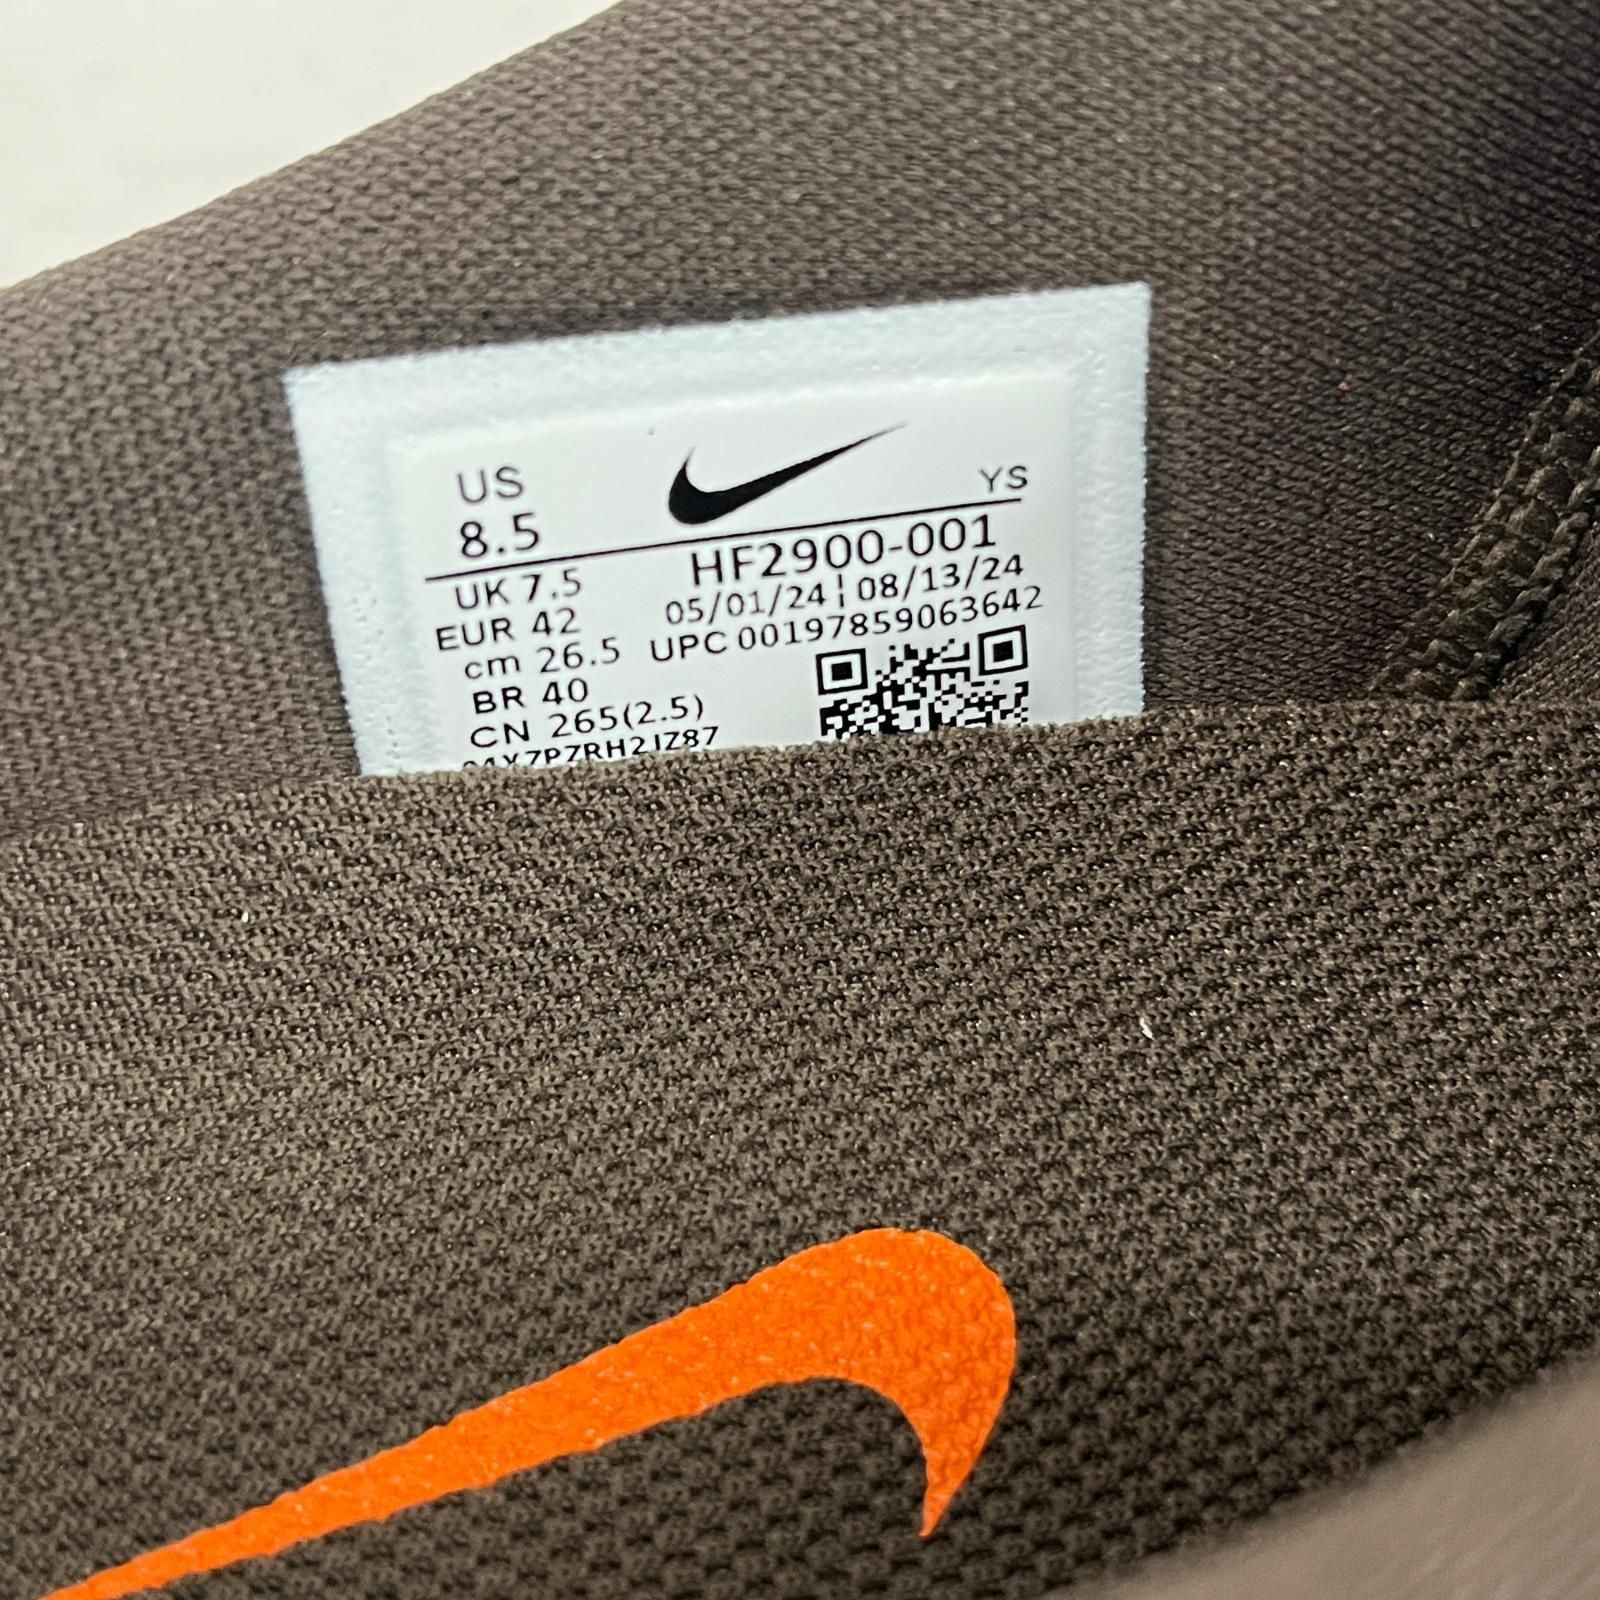 US
YS
8.5
HF2900-001
UK 7.5
05/01/24 ¦ 08/13/24
EUR 42
UPC 00197859063642
cm 26.5
BR 40
CN 265(2.5)